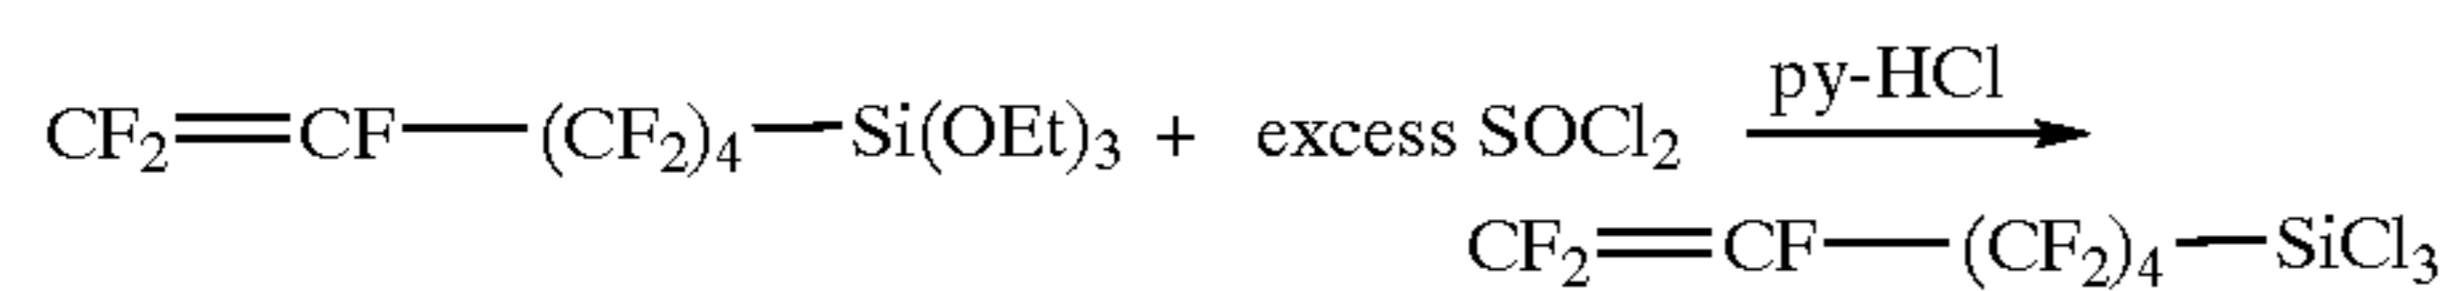 py-HCl
CF₂=CF—(CF₂)₄—Si(OEt)₃ + excess SOCl₂ →
CF₂=CF—(CF₂)₄—SiCl₃